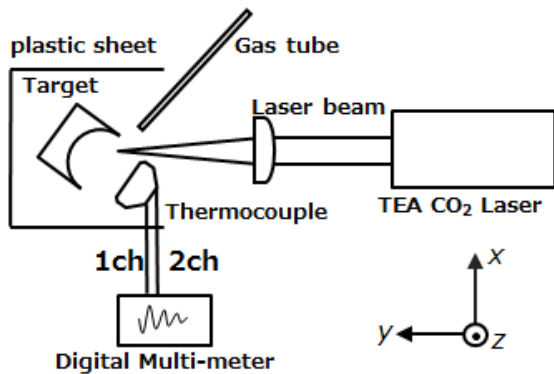 plastic sheet
Gas tube
Target
Laser beam
Thermocouple
TEA CO₂ Laser
1ch 2ch
Digital Multi-meter
x
y
z